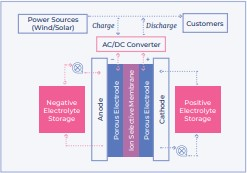 Power Sources
(Wind/Solar)
Charge
Discharge
Customers
AC/DC Converter
−
+
Negative
Electrolyte
Storage
Anode
Porous Electrode
Ion Selective Membrane
Porous Electrode
Cathode
Positive
Electrolyte
Storage